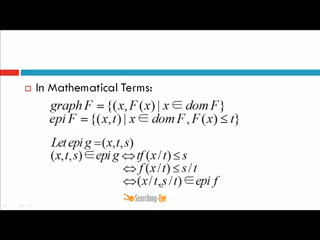 In Mathematical Terms:
graph F = {(x, F(x) | x ∈ dom F}
epi F = {(x, t) | x ∈ dom F, F(x) ≤ t}
Let epi g = (x, t, s)
(x, t, s) ∈ epi g ⇔ tf (x / t) ≤ s
⇔ f (x / t) ≤ s / t
⇔ (x / t, s / t) ∈ epi f
Searching-Eye